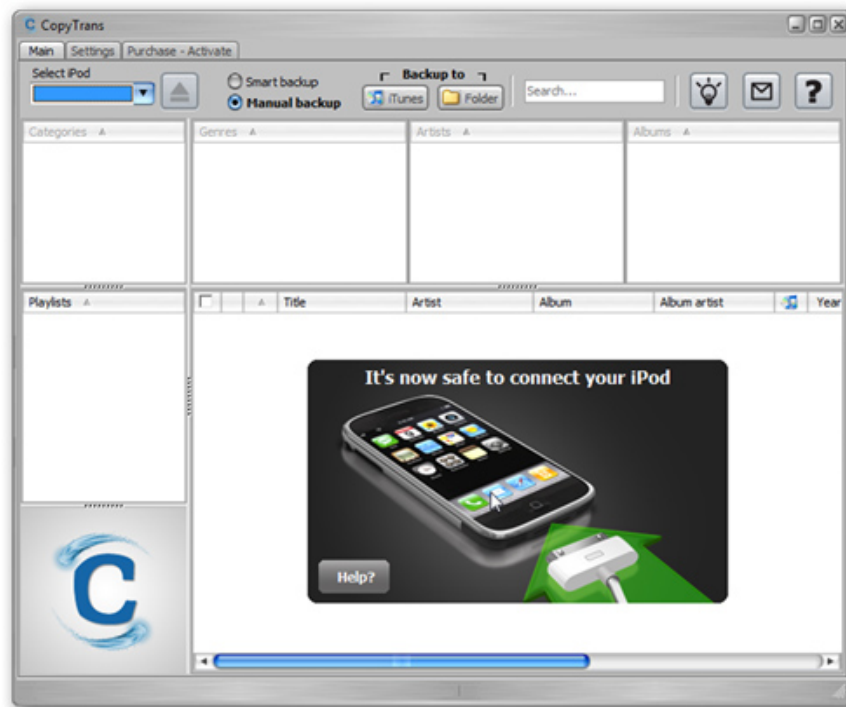 CopyTrans
Main Settings Purchase - Activate
Select iPod
Smart backup
Manual backup
Backup to
iTunes Folder
Search...
?
Categories Genres Artists Albums
Playlists Title Artist Album Album artist Year
It's now safe to connect your iPod
Help?
C